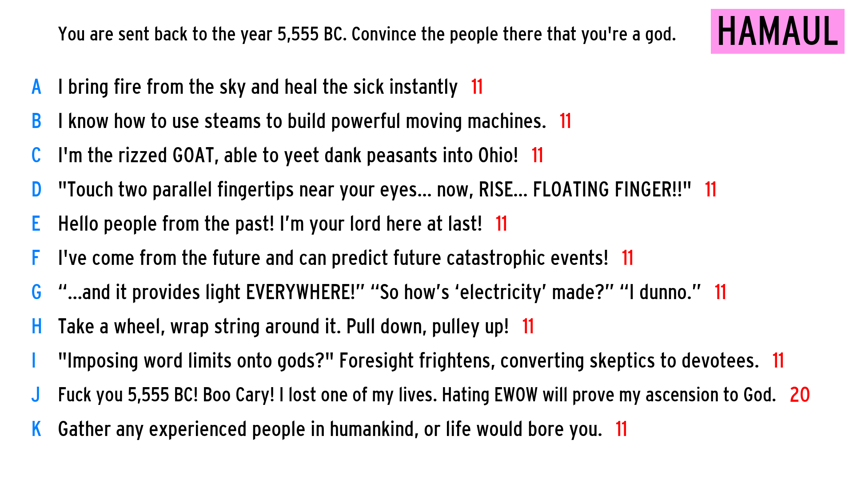 You are sent back to the year 5,555 BC. Convince the people there that you're a god.
HAMAUL
A I bring fire from the sky and heal the sick instantly 11
B I know how to use steams to build powerful moving machines. 11
C I'm the rizzed GOAT, able to yeet dank peasants into Ohio! 11
D "Touch two parallel fingertips near your eyes... now, RISE... FLOATING FINGER!!" 11
E Hello people from the past! I’m your lord here at last! 11
F I've come from the future and can predict future catastrophic events! 11
G “...and it provides light EVERYWHERE!” “So how’s ‘electricity’ made?” “I dunno.” 11
H Take a wheel, wrap string around it. Pull down, pulley up! 11
I "Imposing word limits onto gods?" Foresight frightens, converting skeptics to devotees. 11
J Fuck you 5,555 BC! Boo Cary! I lost one of my lives. Hating EWOW will prove my ascension to God. 20
K Gather any experienced people in humankind, or life would bore you. 11